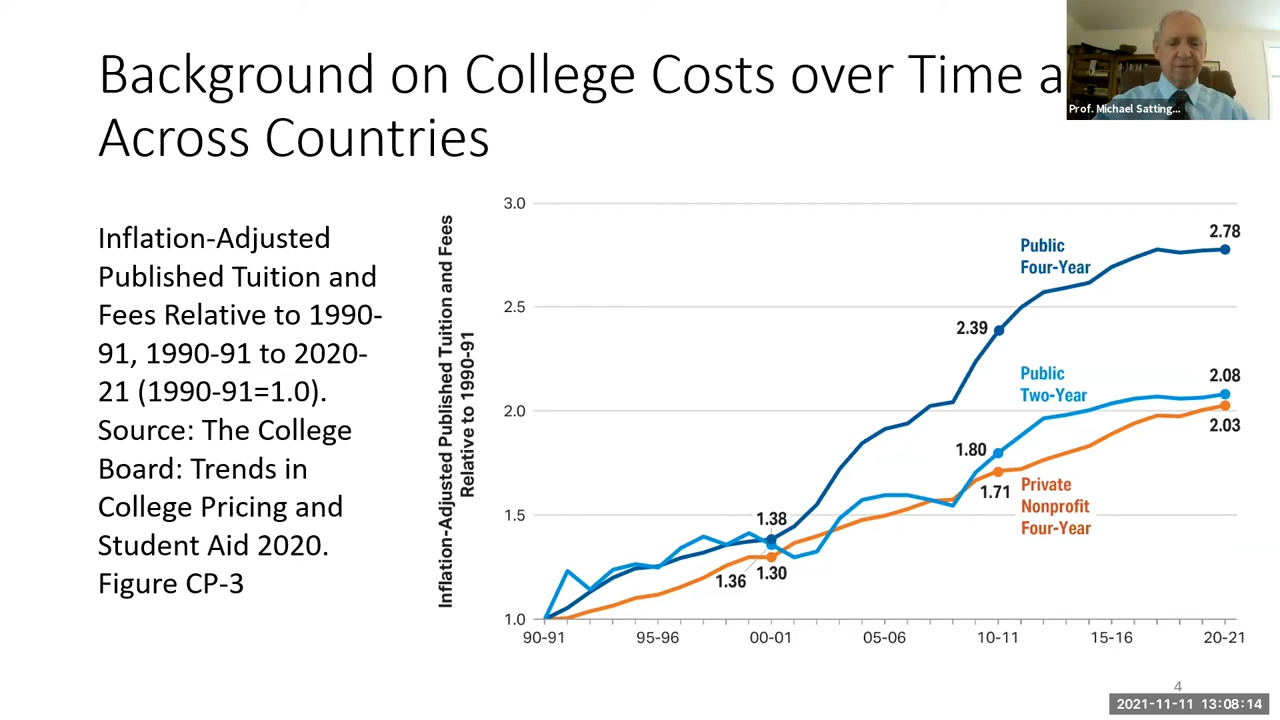 Background on College Costs over Time a
Across Countries
Prof. Michael Satting...
Inflation-Adjusted
Published Tuition and
Fees Relative to 1990-
91, 1990-91 to 2020-
21 (1990-91=1.0).
Source: The College
Board: Trends in
College Pricing and
Student Aid 2020.
Figure CP-3
Inflation-Adjusted Published Tuition and Fees
Relative to 1990-91
3.0
2.5
2.0
1.5
1.0
Public
Four-Year
2.78
2.39
Public
Two-Year
2.08
2.03
1.80
1.71
Private
Nonprofit
Four-Year
1.38
1.36
1.30
90-91
95-96
00-01
05-06
10-11
15-16
20-21
4
2021-11-11 13:08:14